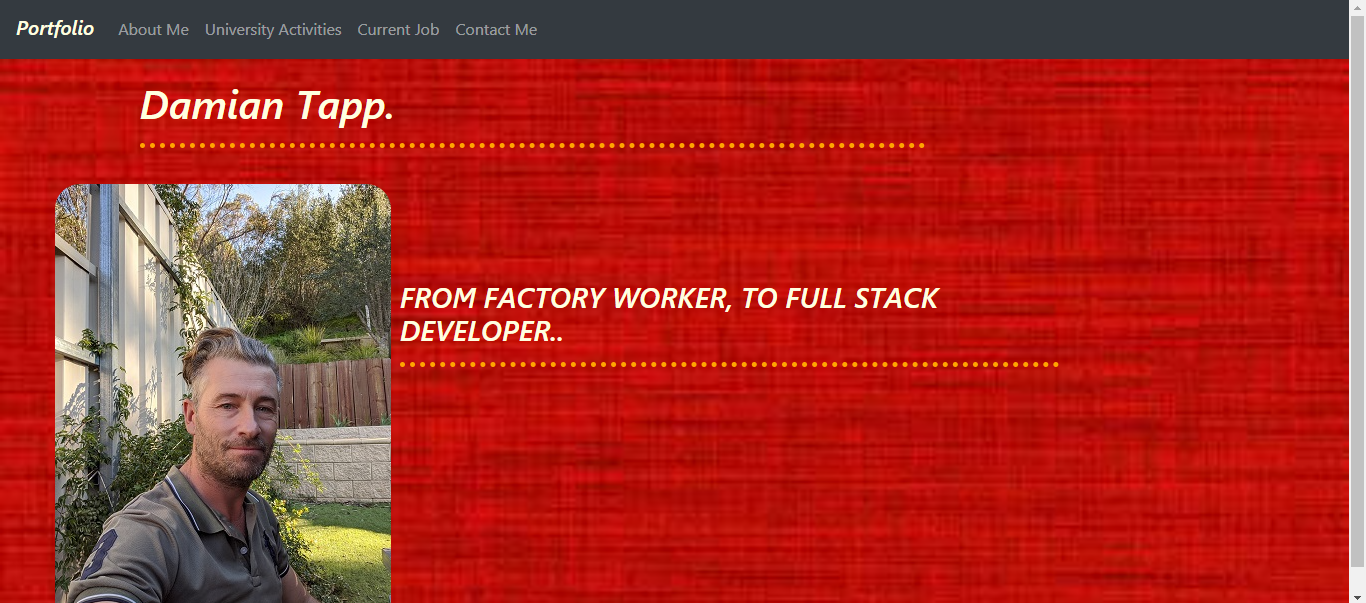 Portfolio About Me University Activities Current Job Contact Me
Damian Tapp.
FROM FACTORY WORKER, TO FULL STACK
DEVELOPER..